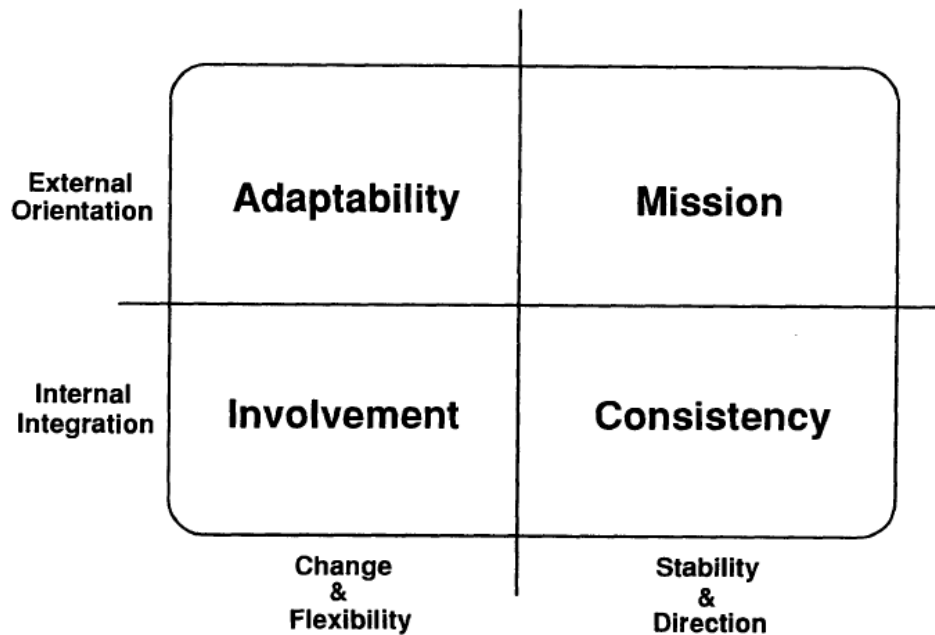 External
Orientation
Adaptability
Mission
Internal
Integration
Involvement
Consistency
Change
&
Flexibility
Stability
&
Direction